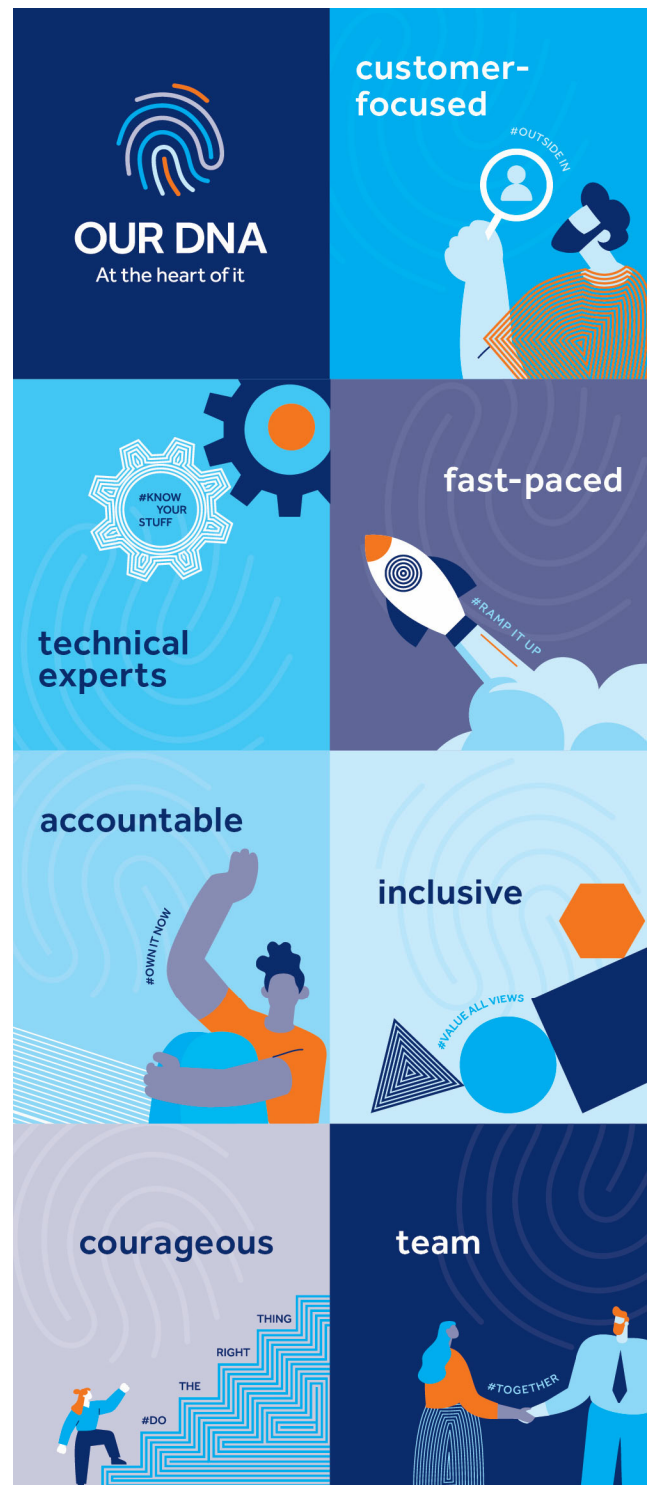 OUR DNA
At the heart of it
customer-
focused
#OUTSIDE IN
#KNOW
YOUR
STUFF
technical
experts
fast-paced
#RAMP IT UP
accountable
#OWN IT NOW
inclusive
#VALUE ALL VIEWS
courageous
#DO
THE
RIGHT
THING
team
#TOGETHER